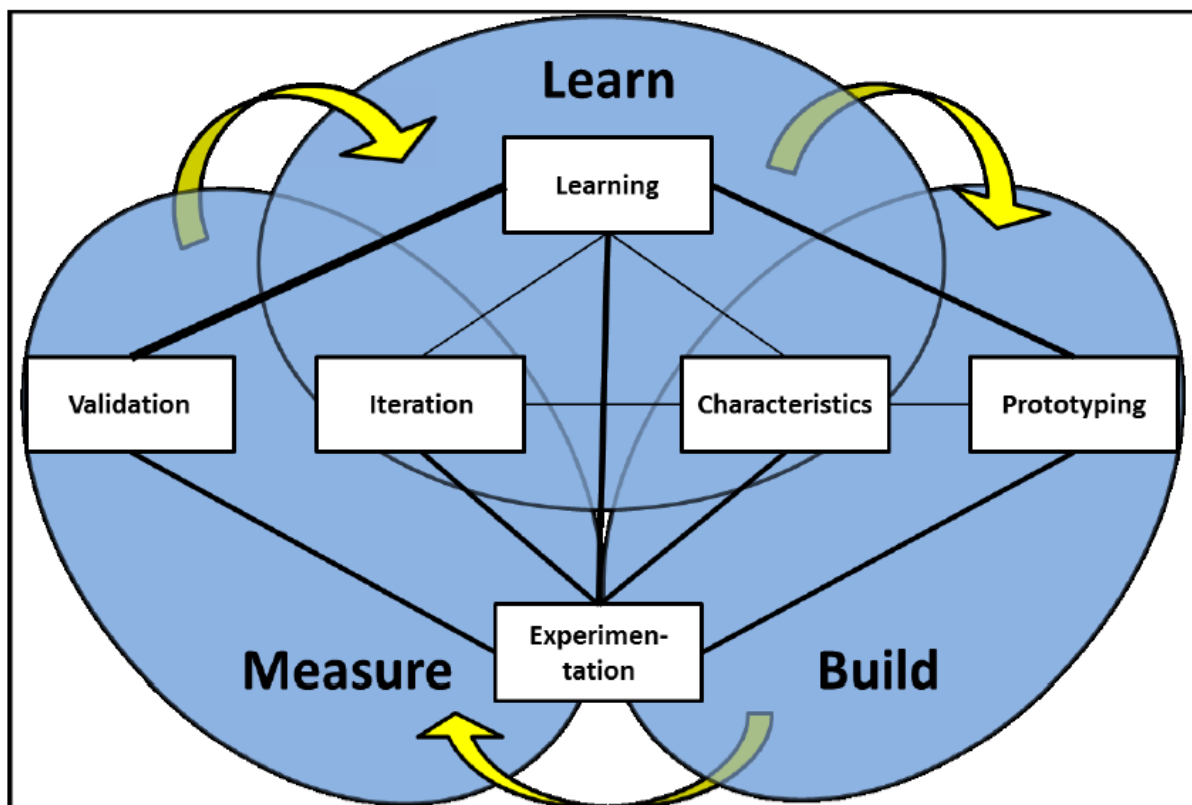 Learn
Learning
Validation
Iteration
Characteristics
Prototyping
Experimen-
tation
Measure
Build